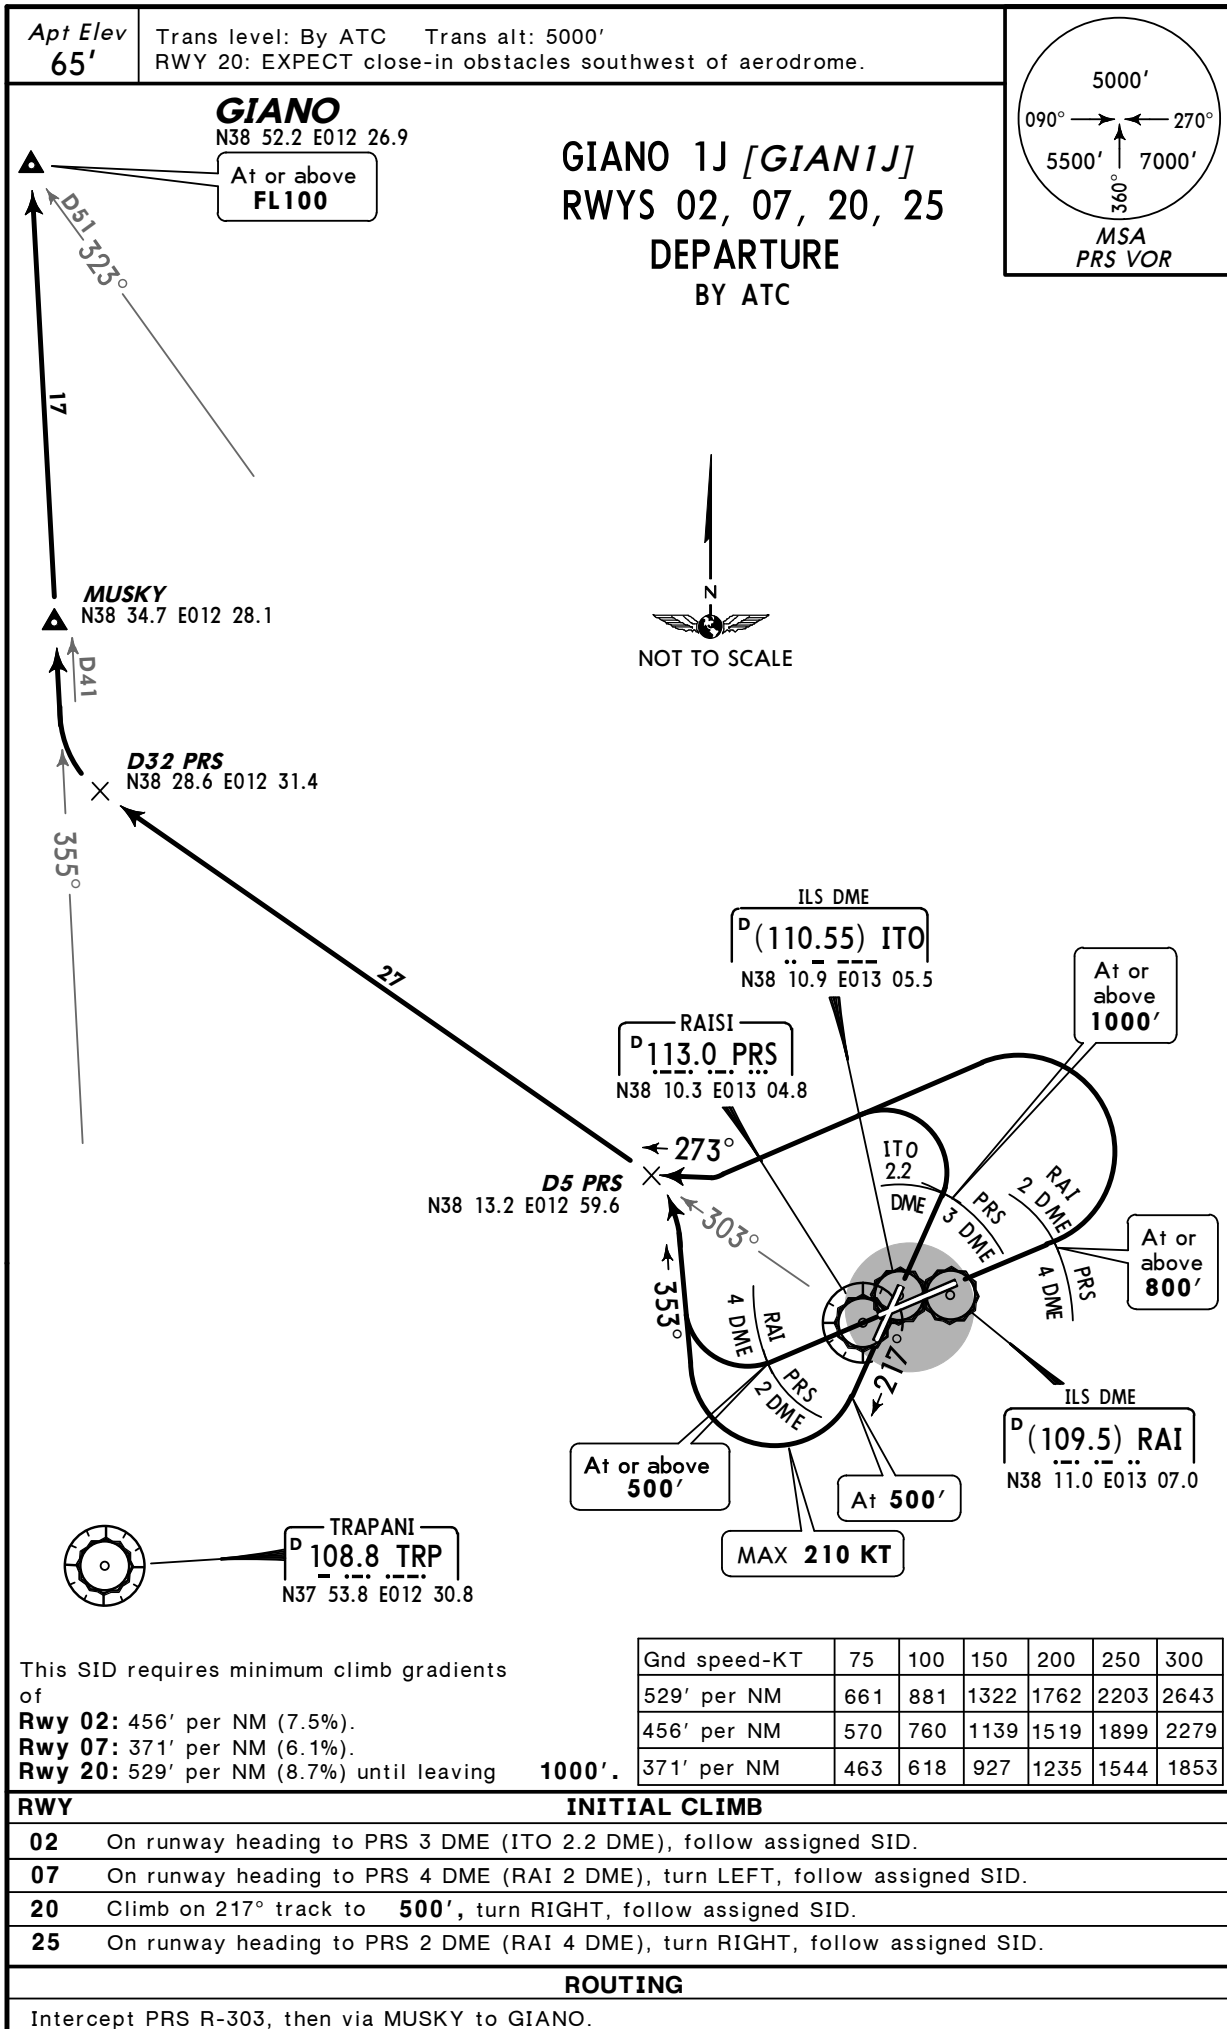 Apt Elev
65'
Trans level: By ATC Trans alt: 5000'
RWY 20: EXPECT close-in obstacles southwest of aerodrome.
5000'
090° 270°
5500' 7000'
360°
MSA
PRS VOR
GIANO
N38 52.2 E012 26.9
At or above
FL100
GIANO 1J [GIAN1J]
RWYS 02, 07, 20, 25
DEPARTURE
BY ATC
D51
323°
17
N
NOT TO SCALE
MUSKY
N38 34.7 E012 28.1
D41
D32 PRS
N38 28.6 E012 31.4
355°
27
ILS DME
D (110.55) ITO
N38 10.9 E013 05.5
At or
above
1000'
RAISI
D 113.0 PRS
N38 10.3 E013 04.8
273°
D5 PRS
N38 13.2 E012 59.6
303°
ITO
2.2
DME
PRS
3 DME
RAI
2 DME
PRS
4 DME
At or
above
800'
353°
RAI
4 DME
PRS
2 DME
217°
ILS DME
D (109.5) RAI
N38 11.0 E013 07.0
At or above
500'
At 500'
MAX 210 KT
TRAPANI
D 108.8 TRP
N37 53.8 E012 30.8
This SID requires minimum climb gradients
of
Rwy 02: 456' per NM (7.5%).
Rwy 07: 371' per NM (6.1%).
Rwy 20: 529' per NM (8.7%) until leaving 1000'.
Gnd speed-KT 75 100 150 200 250 300
529' per NM 661 881 1322 1762 2203 2643
456' per NM 570 760 1139 1519 1899 2279
371' per NM 463 618 927 1235 1544 1853
RWY INITIAL CLIMB
02 On runway heading to PRS 3 DME (ITO 2.2 DME), follow assigned SID.
07 On runway heading to PRS 4 DME (RAI 2 DME), turn LEFT, follow assigned SID.
20 Climb on 217° track to 500', turn RIGHT, follow assigned SID.
25 On runway heading to PRS 2 DME (RAI 4 DME), turn RIGHT, follow assigned SID.
ROUTING
Intercept PRS R-303, then via MUSKY to GIANO.